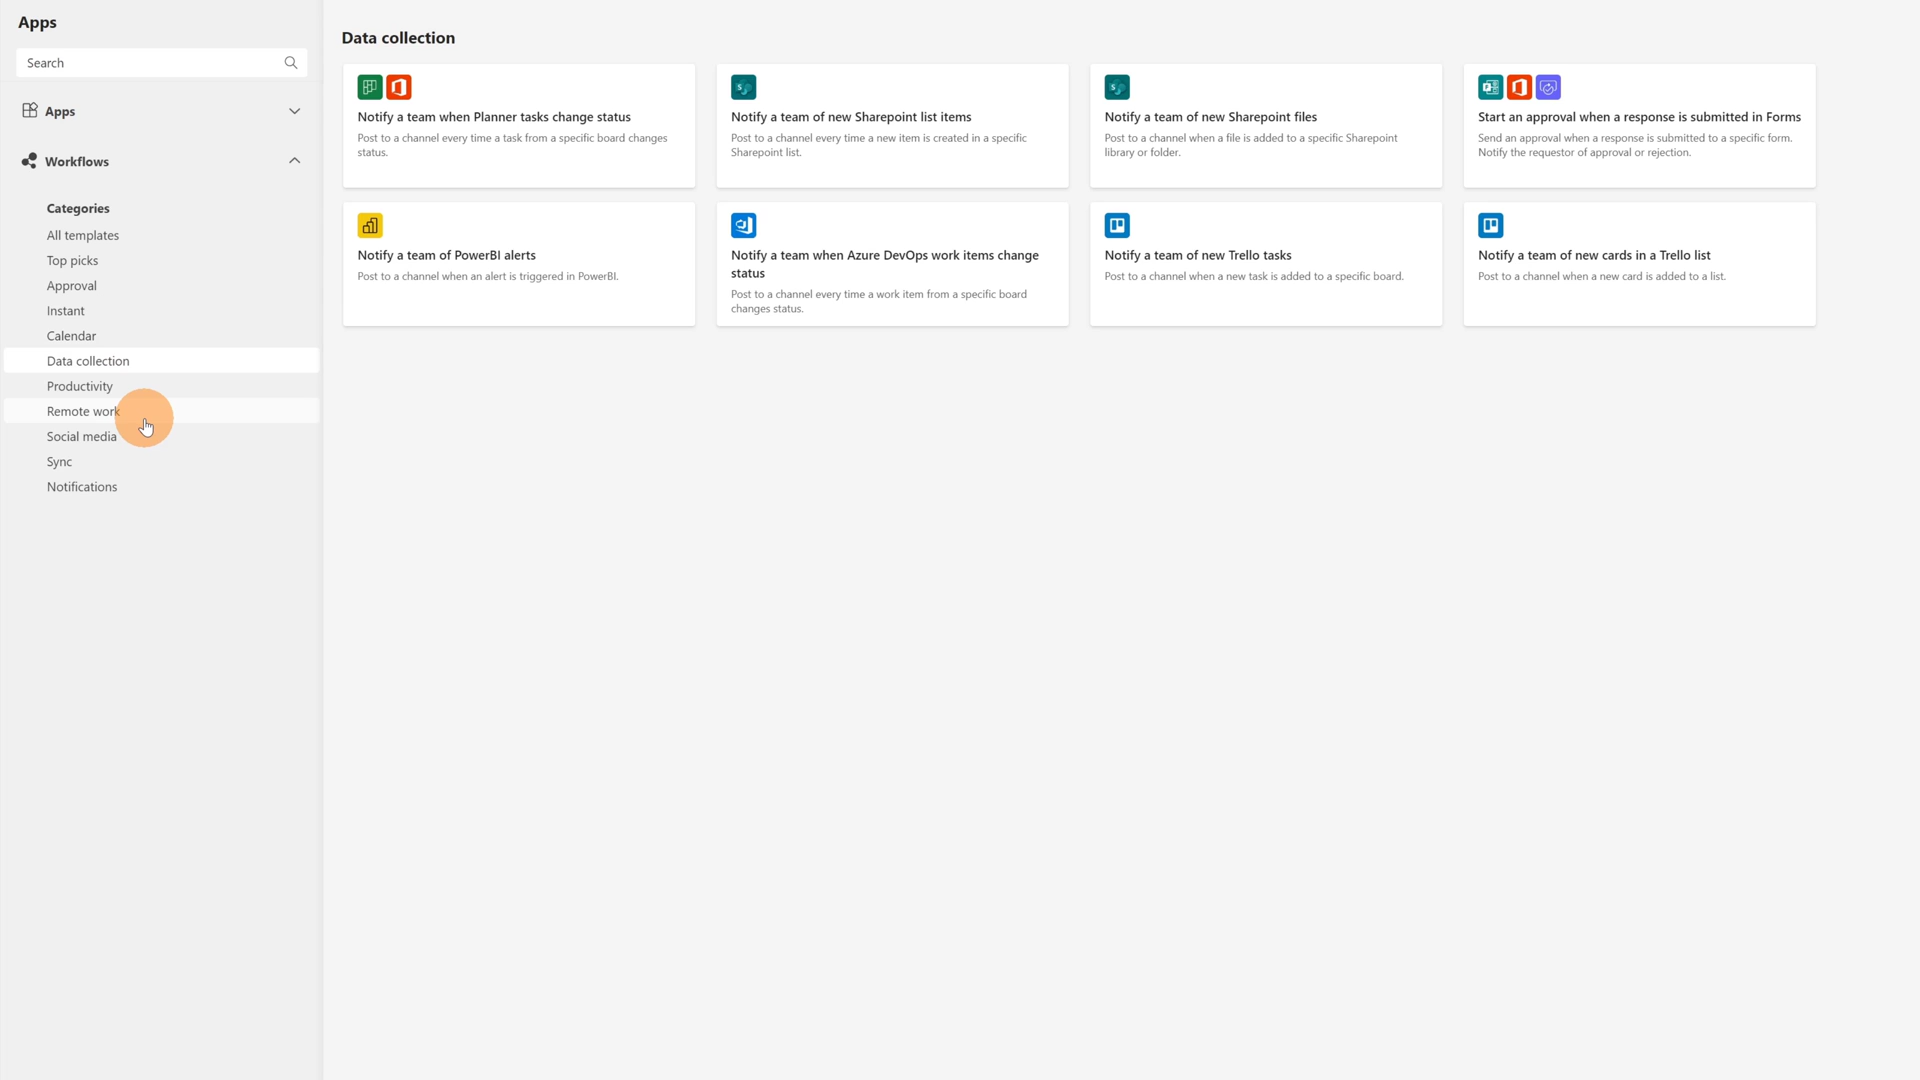 Apps
Search
Apps
Workflows
Categories
All templates
Top picks
Approval
Instant
Calendar
Data collection
Productivity
Remote work
Social media
Sync
Notifications
Data collection
Notify a team when Planner tasks change status
Post to a channel every time a task from a specific board changes
status.
Notify a team of new Sharepoint list items
Post to a channel every time a new item is created in a specific
Sharepoint list.
Notify a team of new Sharepoint files
Post to a channel when a file is added to a specific Sharepoint
library or folder.
Start an approval when a response is submitted in Forms
Send an approval when a response is submitted to a specific form.
Notify the requestor of approval or rejection.
Notify a team of PowerBI alerts
Post to a channel when an alert is triggered in PowerBI.
Notify a team when Azure DevOps work items change
status
Post to a channel every time a work item from a specific board
changes status.
Notify a team of new Trello tasks
Post to a channel when a new task is added to a specific board.
Notify a team of new cards in a Trello list
Post to a channel when a new card is added to a list.